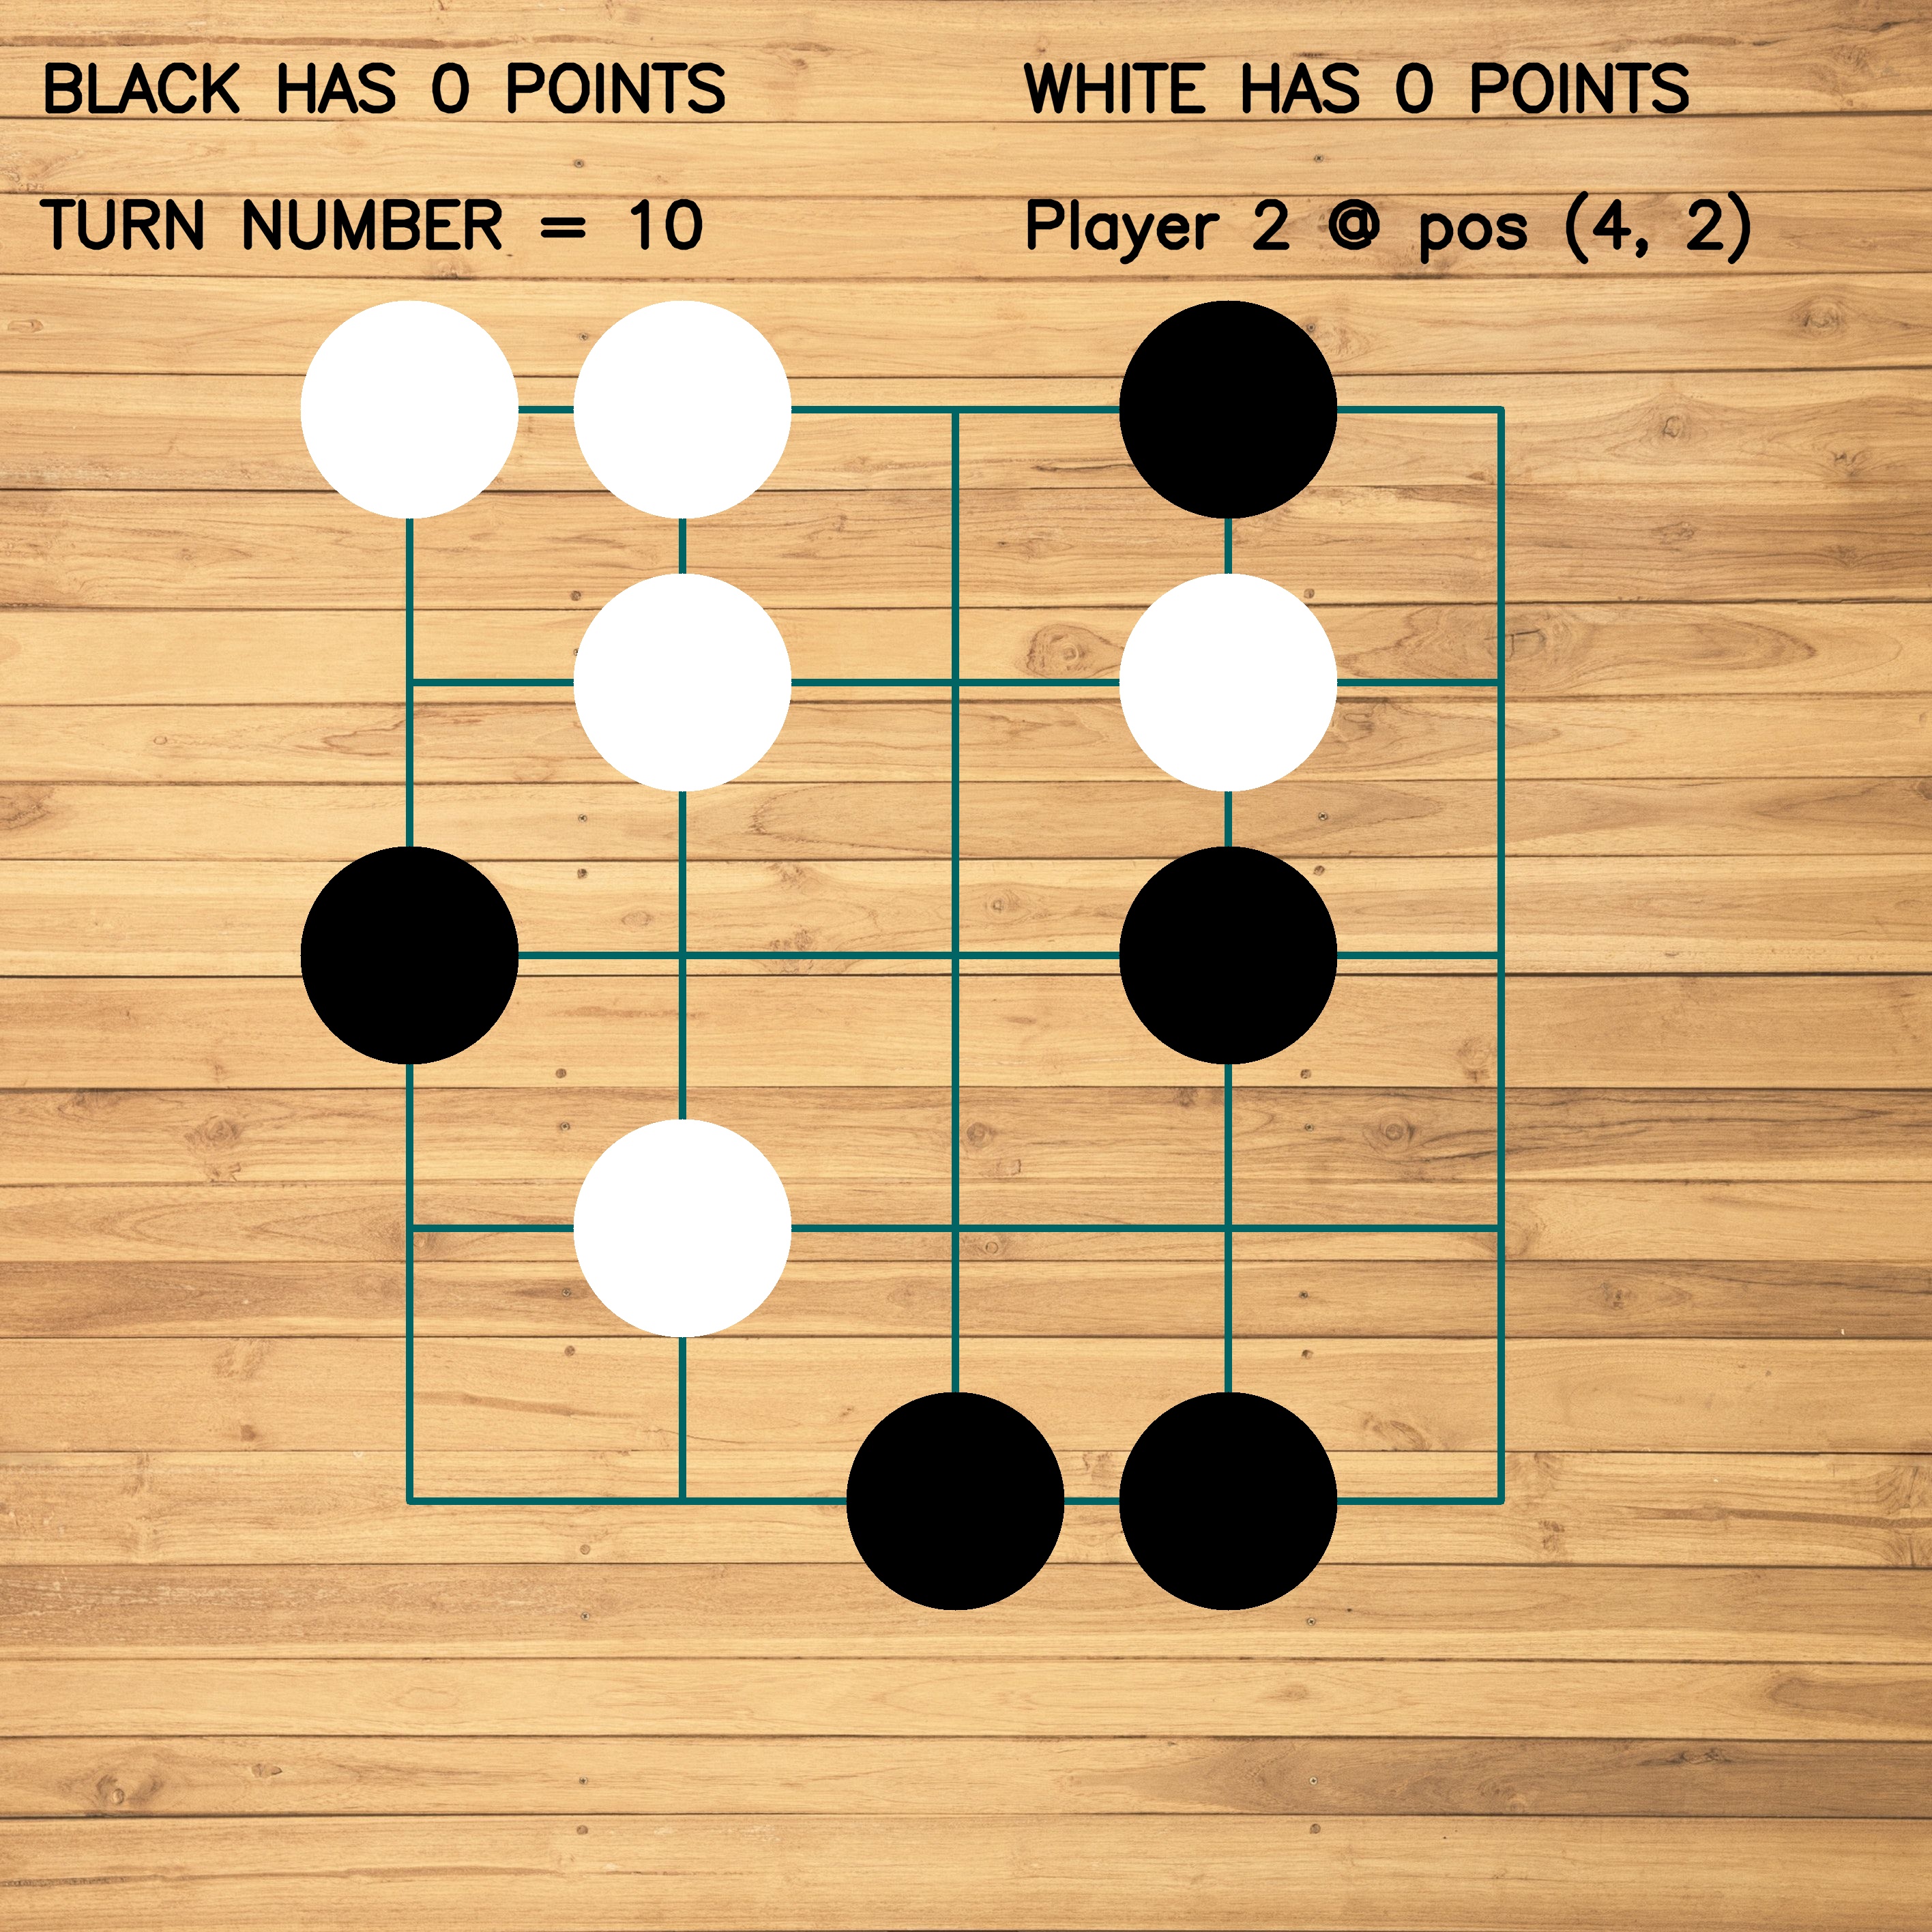 BLACK HAS 0 POINTS
WHITE HAS 0 POINTS
TURN NUMBER = 10
Player 2 @ pos (4, 2)